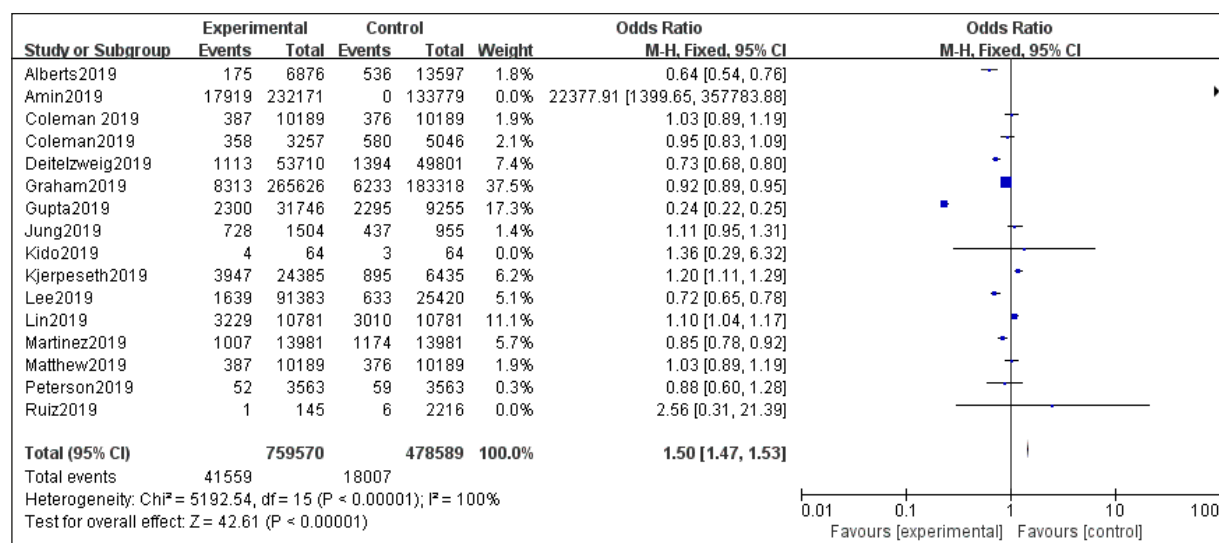 Experimental Control Odds Ratio Odds Ratio
Study or Subgroup Events Total Events Total Weight M-H, Fixed, 95% CI M-H, Fixed, 95% CI
Alberts2019 175 6876 536 13597 1.8% 0.64 [0.54, 0.76]
Amin2019 17919 232171 0 133779 0.0% 22377.91 [1399.65, 357783.88]
Coleman 2019 387 10189 376 10189 1.9% 1.03 [0.89, 1.19]
Coleman2019 358 3257 580 5046 2.1% 0.95 [0.83, 1.09]
Deitelzweig2019 1113 53710 1394 49801 7.4% 0.73 [0.68, 0.80]
Graham2019 8313 265626 6233 183318 37.5% 0.92 [0.89, 0.95]
Gupta2019 2300 31746 2295 9255 17.3% 0.24 [0.22, 0.25]
Jung2019 728 1504 437 955 1.4% 1.11 [0.95, 1.31]
Kido2019 4 64 3 64 0.0% 1.36 [0.29, 6.32]
Kjerpeseth2019 3947 24385 895 6435 6.2% 1.20 [1.11, 1.29]
Lee2019 1639 91383 633 25420 5.1% 0.72 [0.65, 0.78]
Lin2019 3229 10781 3010 10781 11.1% 1.10 [1.04, 1.17]
Martinez2019 1007 13981 1174 13981 5.7% 0.85 [0.78, 0.92]
Matthew2019 387 10189 376 10189 1.9% 1.03 [0.89, 1.19]
Peterson2019 52 3563 59 3563 0.3% 0.88 [0.60, 1.28]
Ruiz2019 1 145 6 2216 0.0% 2.56 [0.31, 21.39]
Total (95% CI) 759570 478589 100.0% 1.50 [1.47, 1.53]
Total events 41559 18007
Heterogeneity: Chi² = 5192.54, df = 15 (P < 0.00001); I² = 100%
Test for overall effect: Z = 42.61 (P < 0.00001)
0.01 0.1 1 10 100
Favours [experimental] Favours [control]